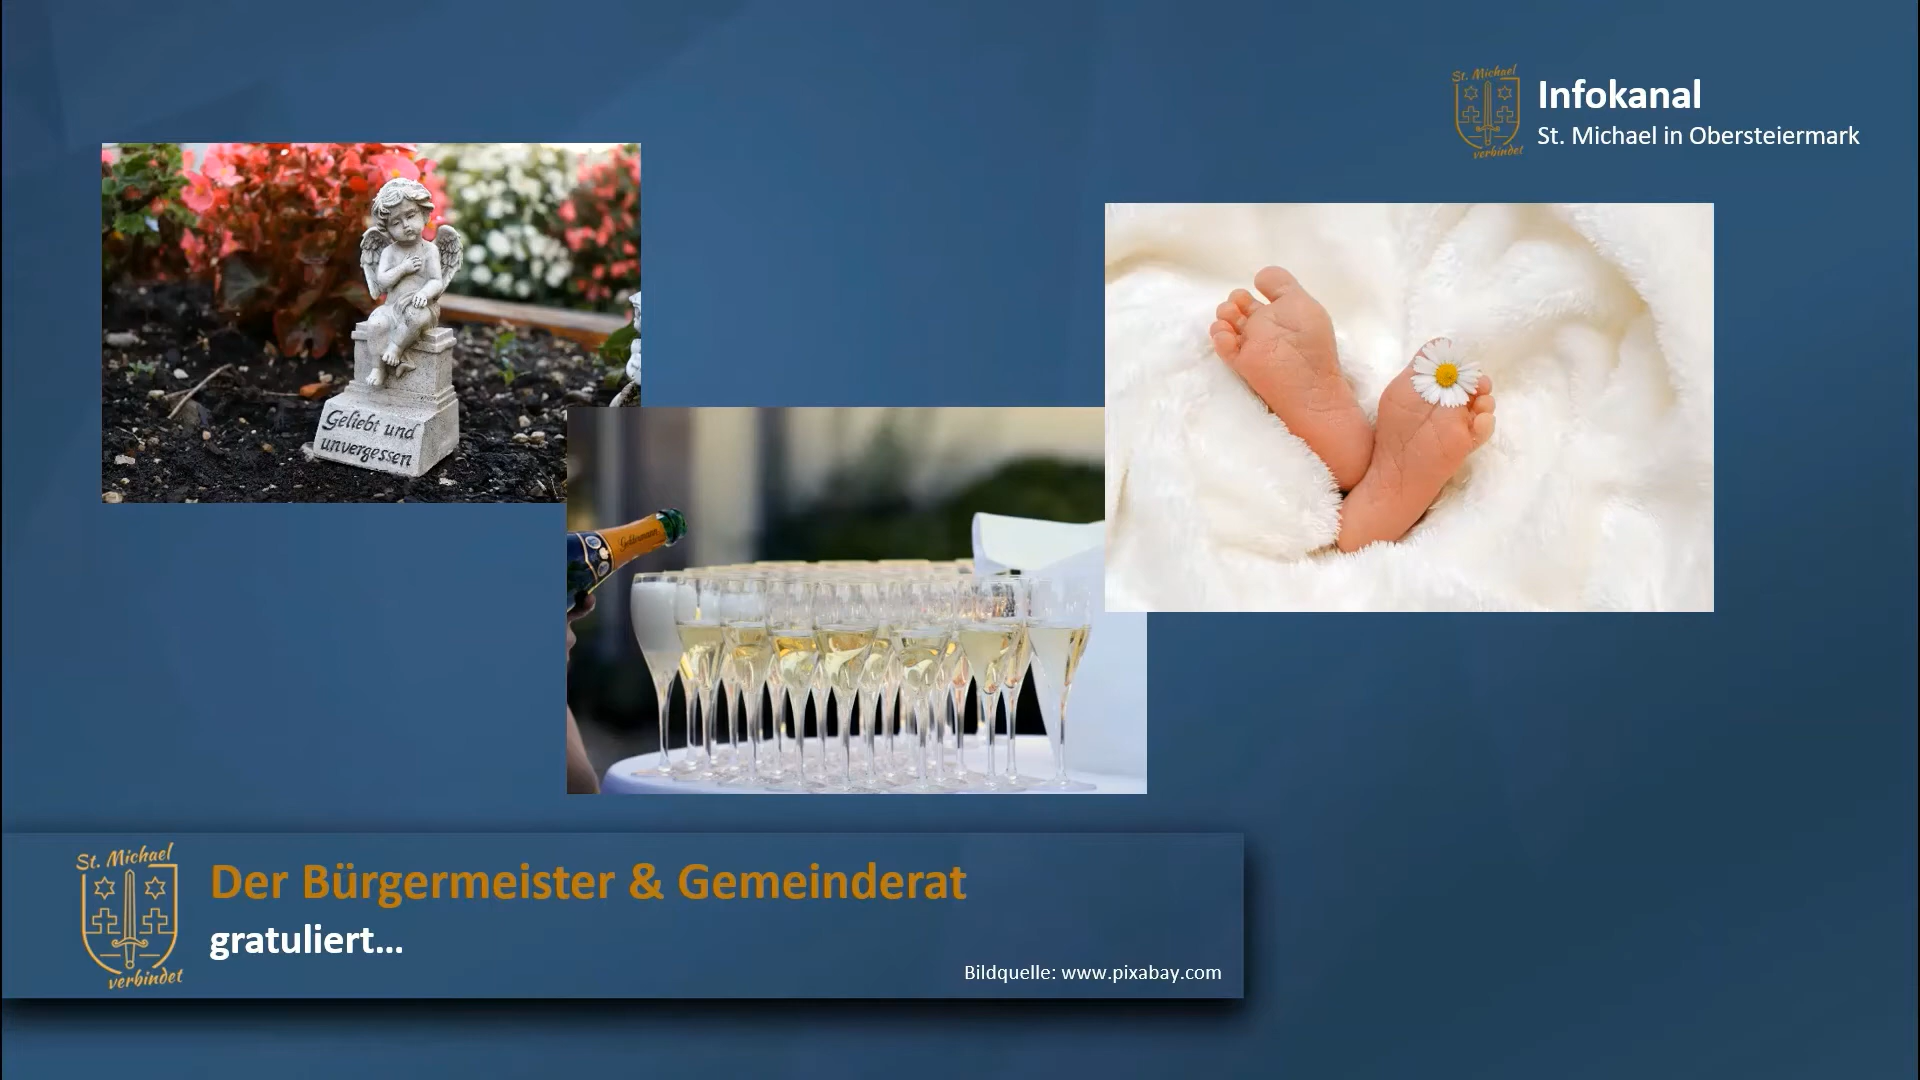 St. Michael
verbindet
Infokanal
St. Michael in Obersteiermark
Geliebt und
unvergessen
Geldermann
St. Michael
verbindet
Der Bürgermeister & Gemeinderat
gratuliert...
Bildquelle: www.pixabay.com